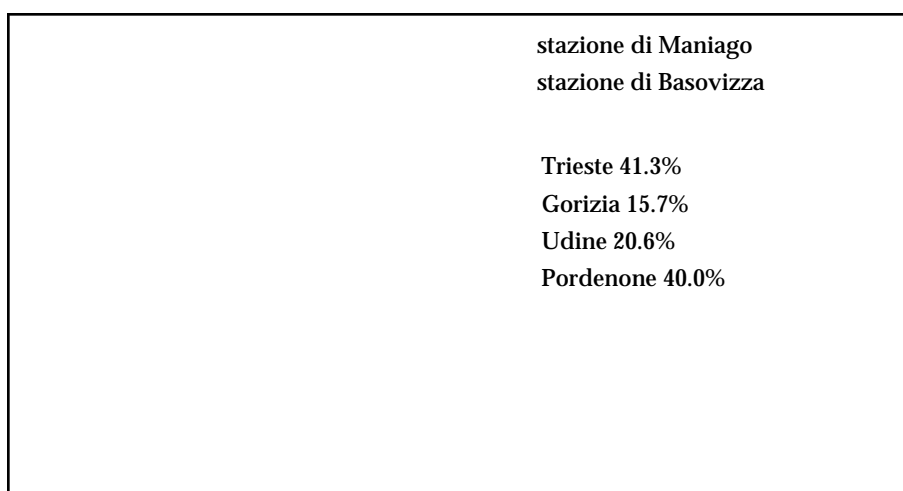 stazione di Maniago
stazione di Basovizza
Trieste 41.3%
Gorizia 15.7%
Udine 20.6%
Pordenone 40.0%